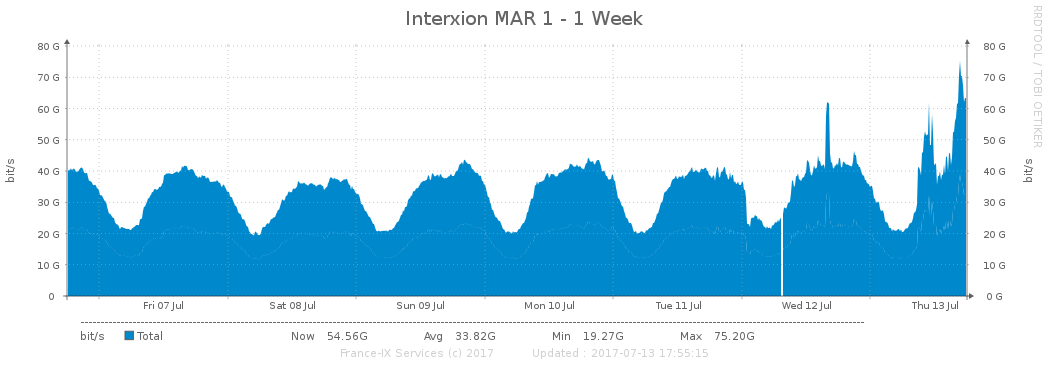 Interxion MAR 1 - 1 Week
RRDTOOL / TOBI OETIKER
bit/s
bit/s
80 G 80 G
70 G 70 G
60 G 60 G
50 G 50 G
40 G 40 G
30 G 30 G
20 G 20 G
10 G 10 G
0 0 G
Fri 07 Jul Sat 08 Jul Sun 09 Jul Mon 10 Jul Tue 11 Jul Wed 12 Jul Thu 13 Jul
bit/s Total Now 54.56G Avg 33.82G Min 19.27G Max 75.20G
France-IX Services (c) 2017 Updated : 2017-07-13 17:55:15